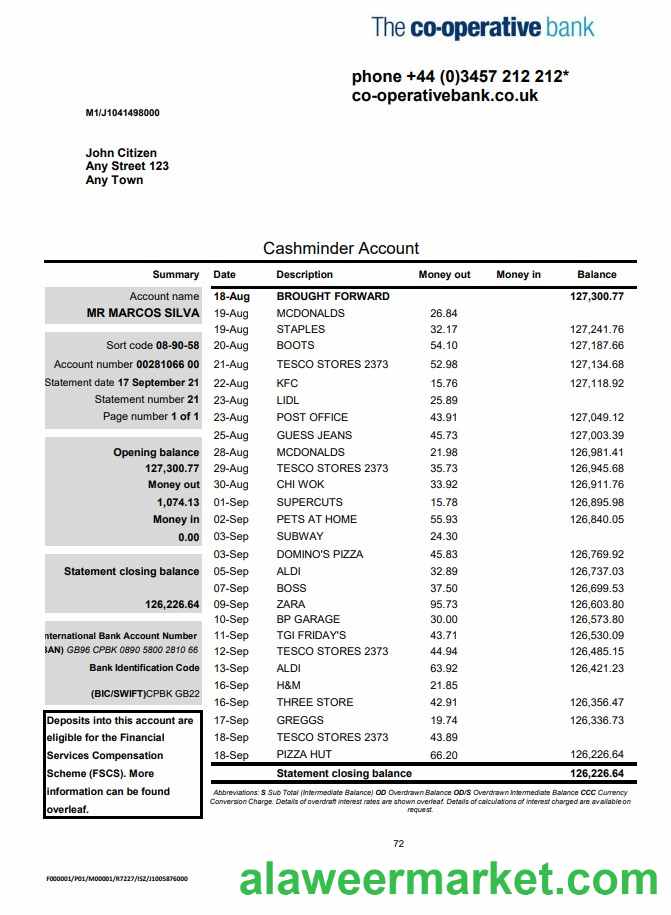 The co-operative bank
phone +44 (0)3457 212 212*
co-operativebank.co.uk
M1/J1041498000
John Citizen
Any Street 123
Any Town
Cashminder Account
Summary Date Description Money out Money in Balance
Account name 18-Aug BROUGHT FORWARD 127,300.77
MR MARCOS SILVA 19-Aug MCDONALDS 26.84
19-Aug STAPLES 32.17 127,241.76
Sort code 08-90-58 20-Aug BOOTS 54.10 127,187.66
Account number 00281066 00 21-Aug TESCO STORES 2373 52.98 127,134.68
Statement date 17 September 21 22-Aug KFC 15.76 127,118.92
Statement number 21 23-Aug LIDL 25.89
Page number 1 of 1 23-Aug POST OFFICE 43.91 127,049.12
25-Aug GUESS JEANS 45.73 127,003.39
Opening balance 28-Aug MCDONALDS 21.98 126,981.41
127,300.77 29-Aug TESCO STORES 2373 35.73 126,945.68
Money out 30-Aug CHI WOK 33.92 126,911.76
1,074.13 01-Sep SUPERCUTS 15.78 126,895.98
Money in 02-Sep PETS AT HOME 55.93 126,840.05
0.00 03-Sep SUBWAY 24.30
03-Sep DOMINO'S PIZZA 45.83 126,769.92
Statement closing balance 05-Sep ALDI 32.89 126,737.03
07-Sep BOSS 37.50 126,699.53
126,226.64 09-Sep ZARA 95.73 126,603.80
10-Sep BP GARAGE 30.00 126,573.80
nternational Bank Account Number 11-Sep TGI FRIDAY'S 43.71 126,530.09
BAN) GB96 CPBK 0890 5800 2810 66 12-Sep TESCO STORES 2373 44.94 126,485.15
Bank Identification Code 13-Sep ALDI 63.92 126,421.23
16-Sep H&M 21.85
(BIC/SWIFT)CPBK GB22 16-Sep THREE STORE 42.91 126,356.47
Deposits into this account are 17-Sep GREGGS 19.74 126,336.73
eligible for the Financial 18-Sep TESCO STORES 2373 43.89
Services Compensation 18-Sep PIZZA HUT 66.20 126,226.64
Scheme (FSCS). More Statement closing balance 126,226.64
information can be found
overleaf.
Abbreviations: S Sub Total (Intermediate Balance) OD Overdrawn Balance OD/S Overdrawn Intermediate Balance CCC Currency
Conversion Charge. Details of overdraft interest rates are shown overleaf. Details of calculations of interest charged are available on
request.
72
F000001/P01/M00001/R7227/ISZ/J1005876000
alaweermarket.com